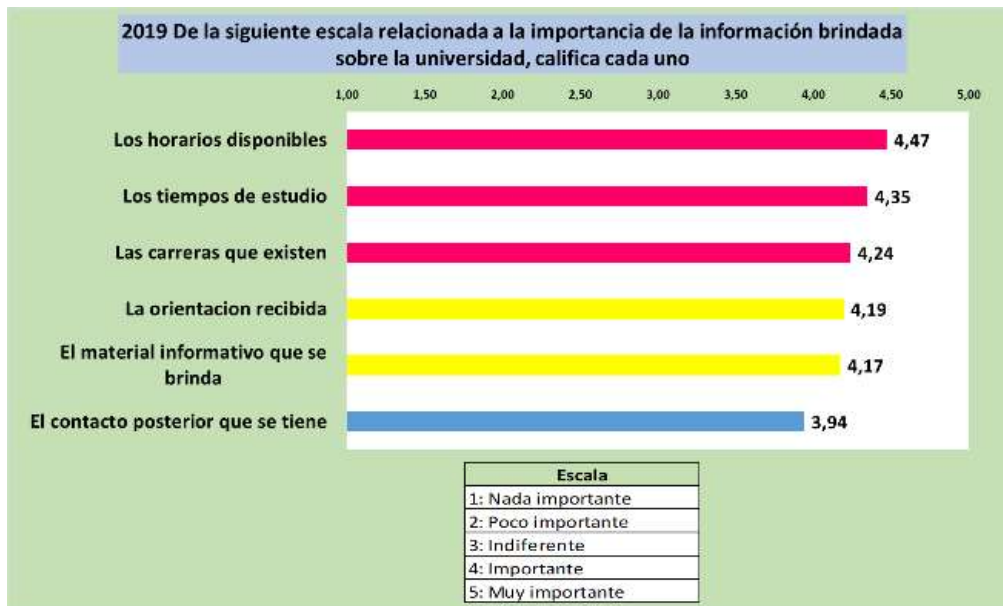 2019 De la siguiente escala relacionada a la importancia de la información brindada
sobre la universidad, califica cada uno
1,00 1,50 2,00 2,50 3,00 3,50 4,00 4,50 5,00
Los horarios disponibles 4,47
Los tiempos de estudio 4,35
Las carreras que existen 4,24
La orientacion recibida 4,19
El material informativo que se
brinda 4,17
El contacto posterior que se tiene 3,94
Escala
1: Nada importante
2: Poco importante
3: Indiferente
4: Importante
5: Muy importante